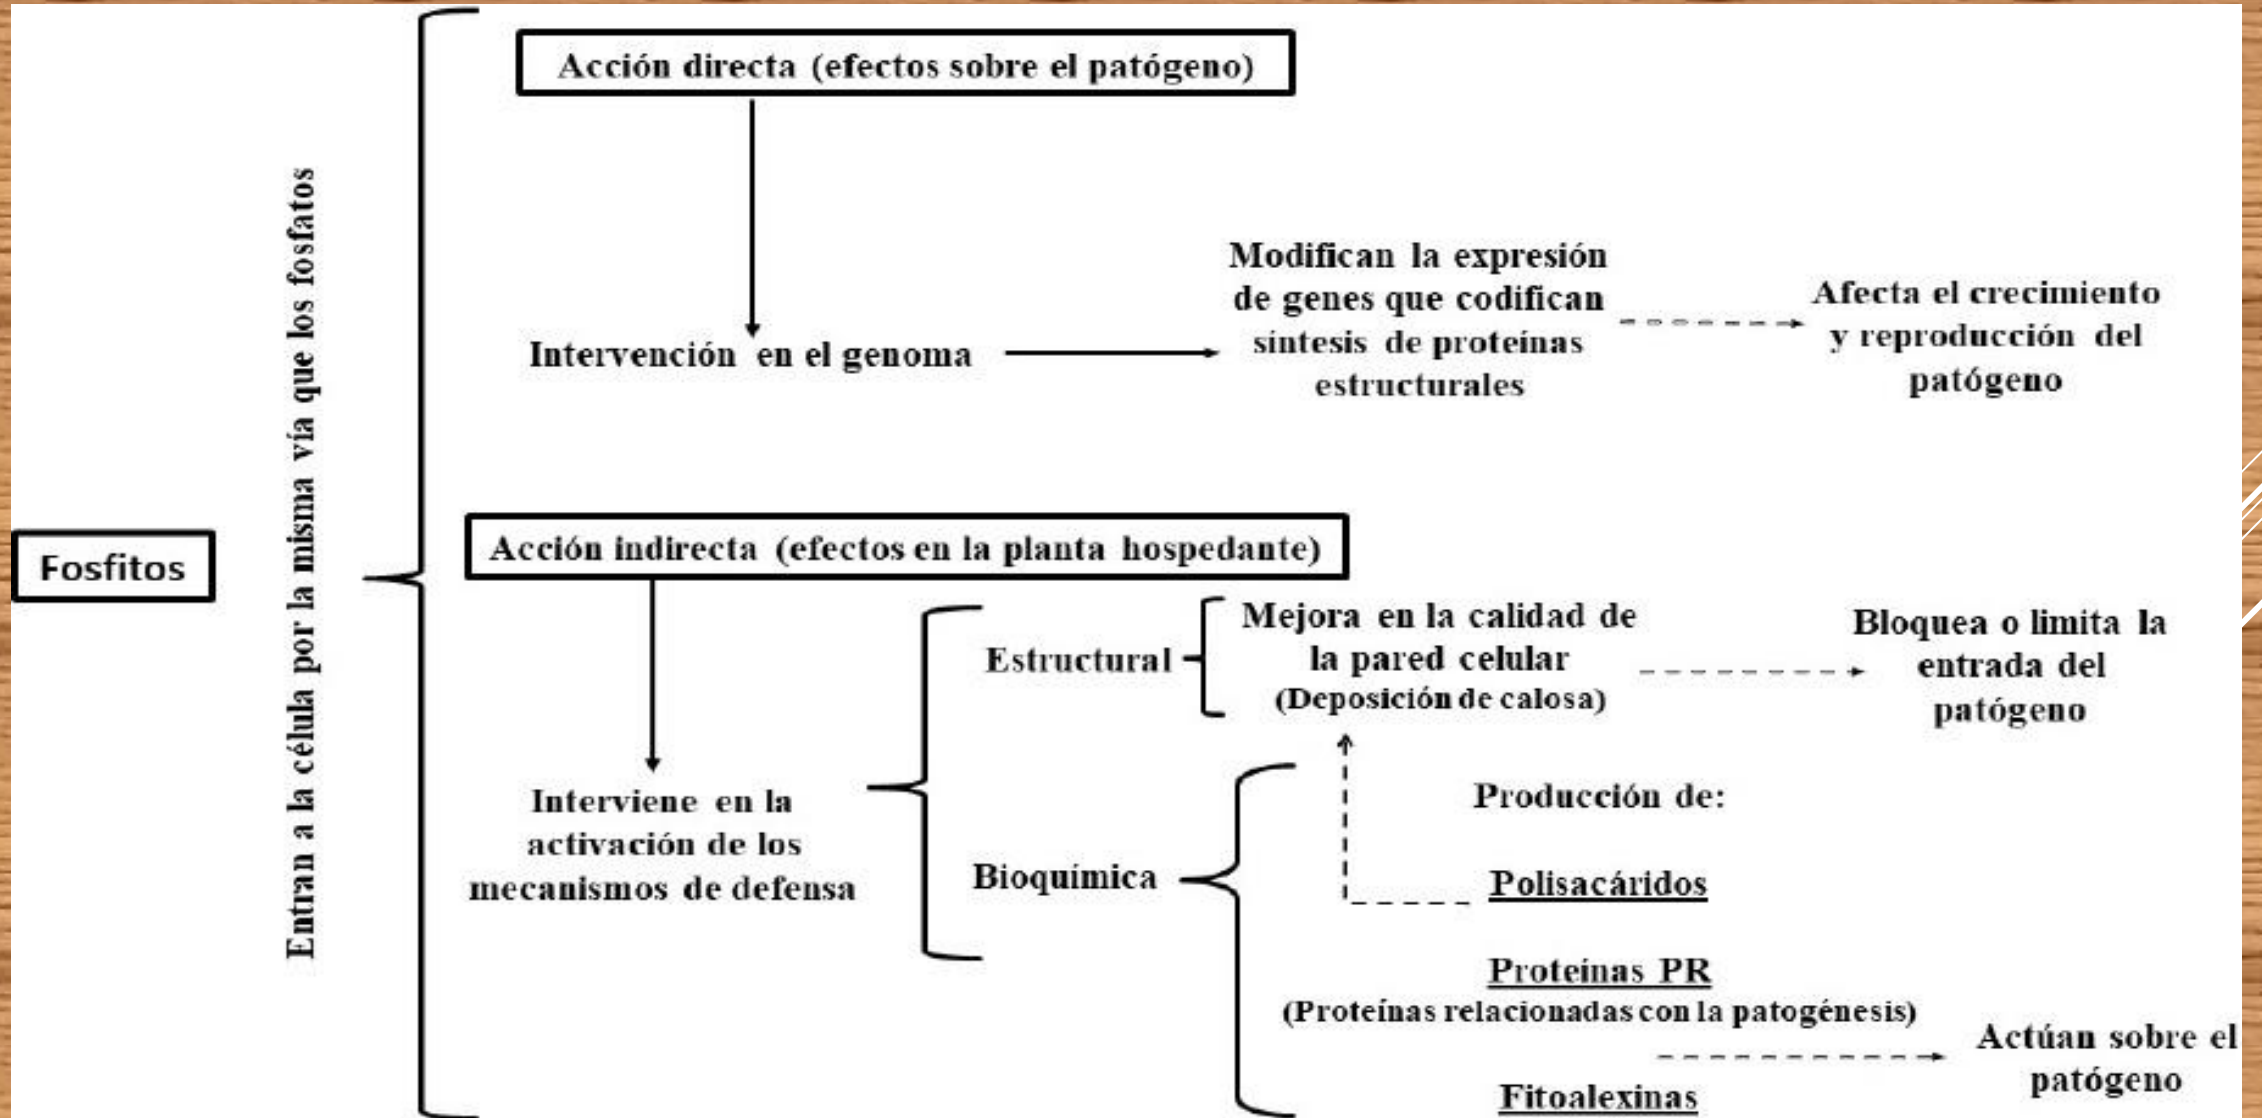 Fosfitos
Entran a la célula por la misma vía que los fosfatos
Acción directa (efectos sobre el patógeno)
Intervención en el genoma
Modifican la expresión
de genes que codifican
síntesis de proteínas
estructurales
Afecta el crecimiento
y reproducción del
patógeno
Acción indirecta (efectos en la planta hospedante)
Interviene en la
activación de los
mecanismos de defensa
Estructural
Mejora en la calidad de
la pared celular
(Deposición de calosa)
Bloquea o limita la
entrada del
patógeno
Bioquímica
Producción de:
Polisacáridos
Proteínas PR
(Proteínas relacionadas con la patogénesis)
Fitoalexinas
Actúan sobre el
patógeno